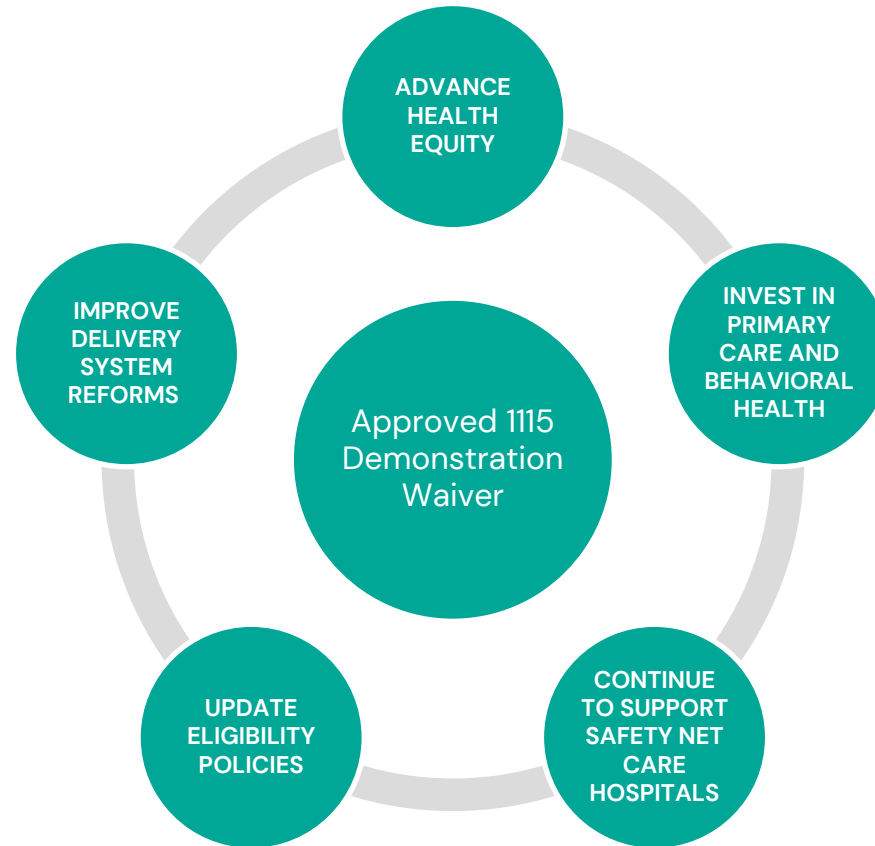 ADVANCE
HEALTH
EQUITY
INVEST IN
PRIMARY
CARE AND
BEHAVIORAL
HEALTH
CONTINUE
TO SUPPORT
SAFETY NET
CARE
HOSPITALS
UPDATE
ELIGIBILITY
POLICIES
IMPROVE
DELIVERY
SYSTEM
REFORMS
Approved 1115
Demonstration
Waiver